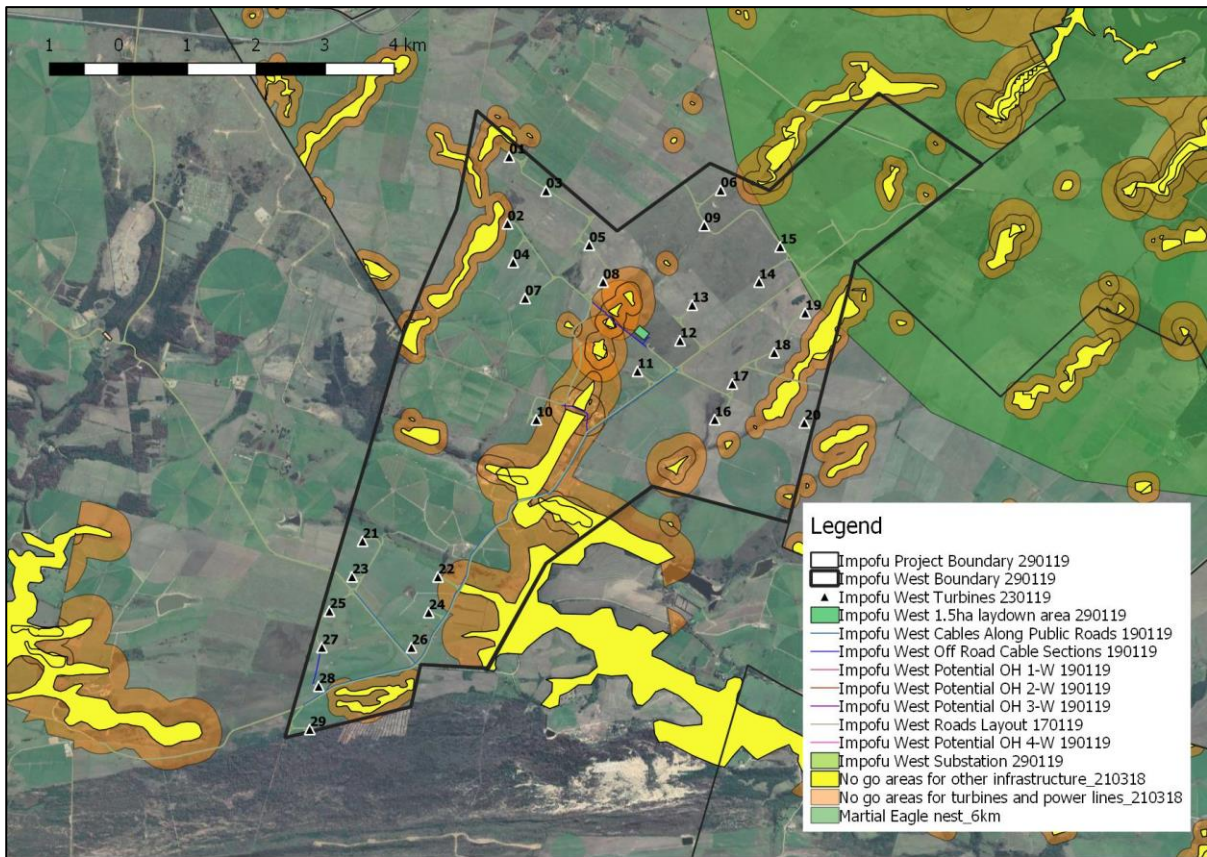 1 0 1 2 3 4 km
01
03
06
02
09
05
15
04
08
14
07
13
19
12
18
11
17
10
16
20
21
23
22
25
24
27
26
28
29
Legend
Impofu Project Boundary 290119
Impofu West Boundary 290119
Impofu West Turbines 230119
Impofu West 1.5ha laydown area 290119
Impofu West Cables Along Public Roads 190119
Impofu West Off Road Cable Sections 190119
Impofu West Potential OH 1-W 190119
Impofu West Potential OH 2-W 190119
Impofu West Potential OH 3-W 190119
Impofu West Roads Layout 170119
Impofu West Potential OH 4-W 190119
Impofu West Substation 290119
No go areas for other infrastructure_210318
No go areas for turbines and power lines_210318
Martial Eagle nest_6km